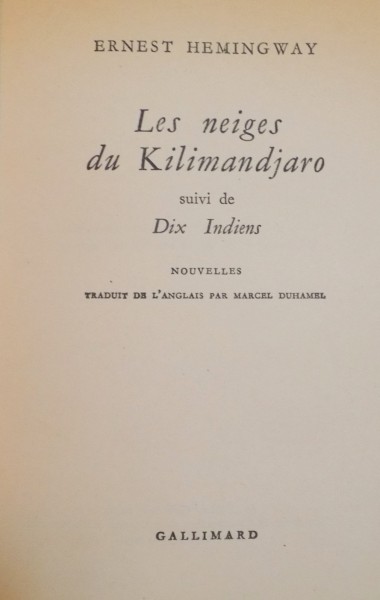 ERNEST HEMINGWAY
Les neiges
du Kilimandjaro
suivi de
Dix Indiens
NOUVELLES
TRADUIT DE L'ANGLAIS PAR MARCEL DUHAMEL
GALLIMARD